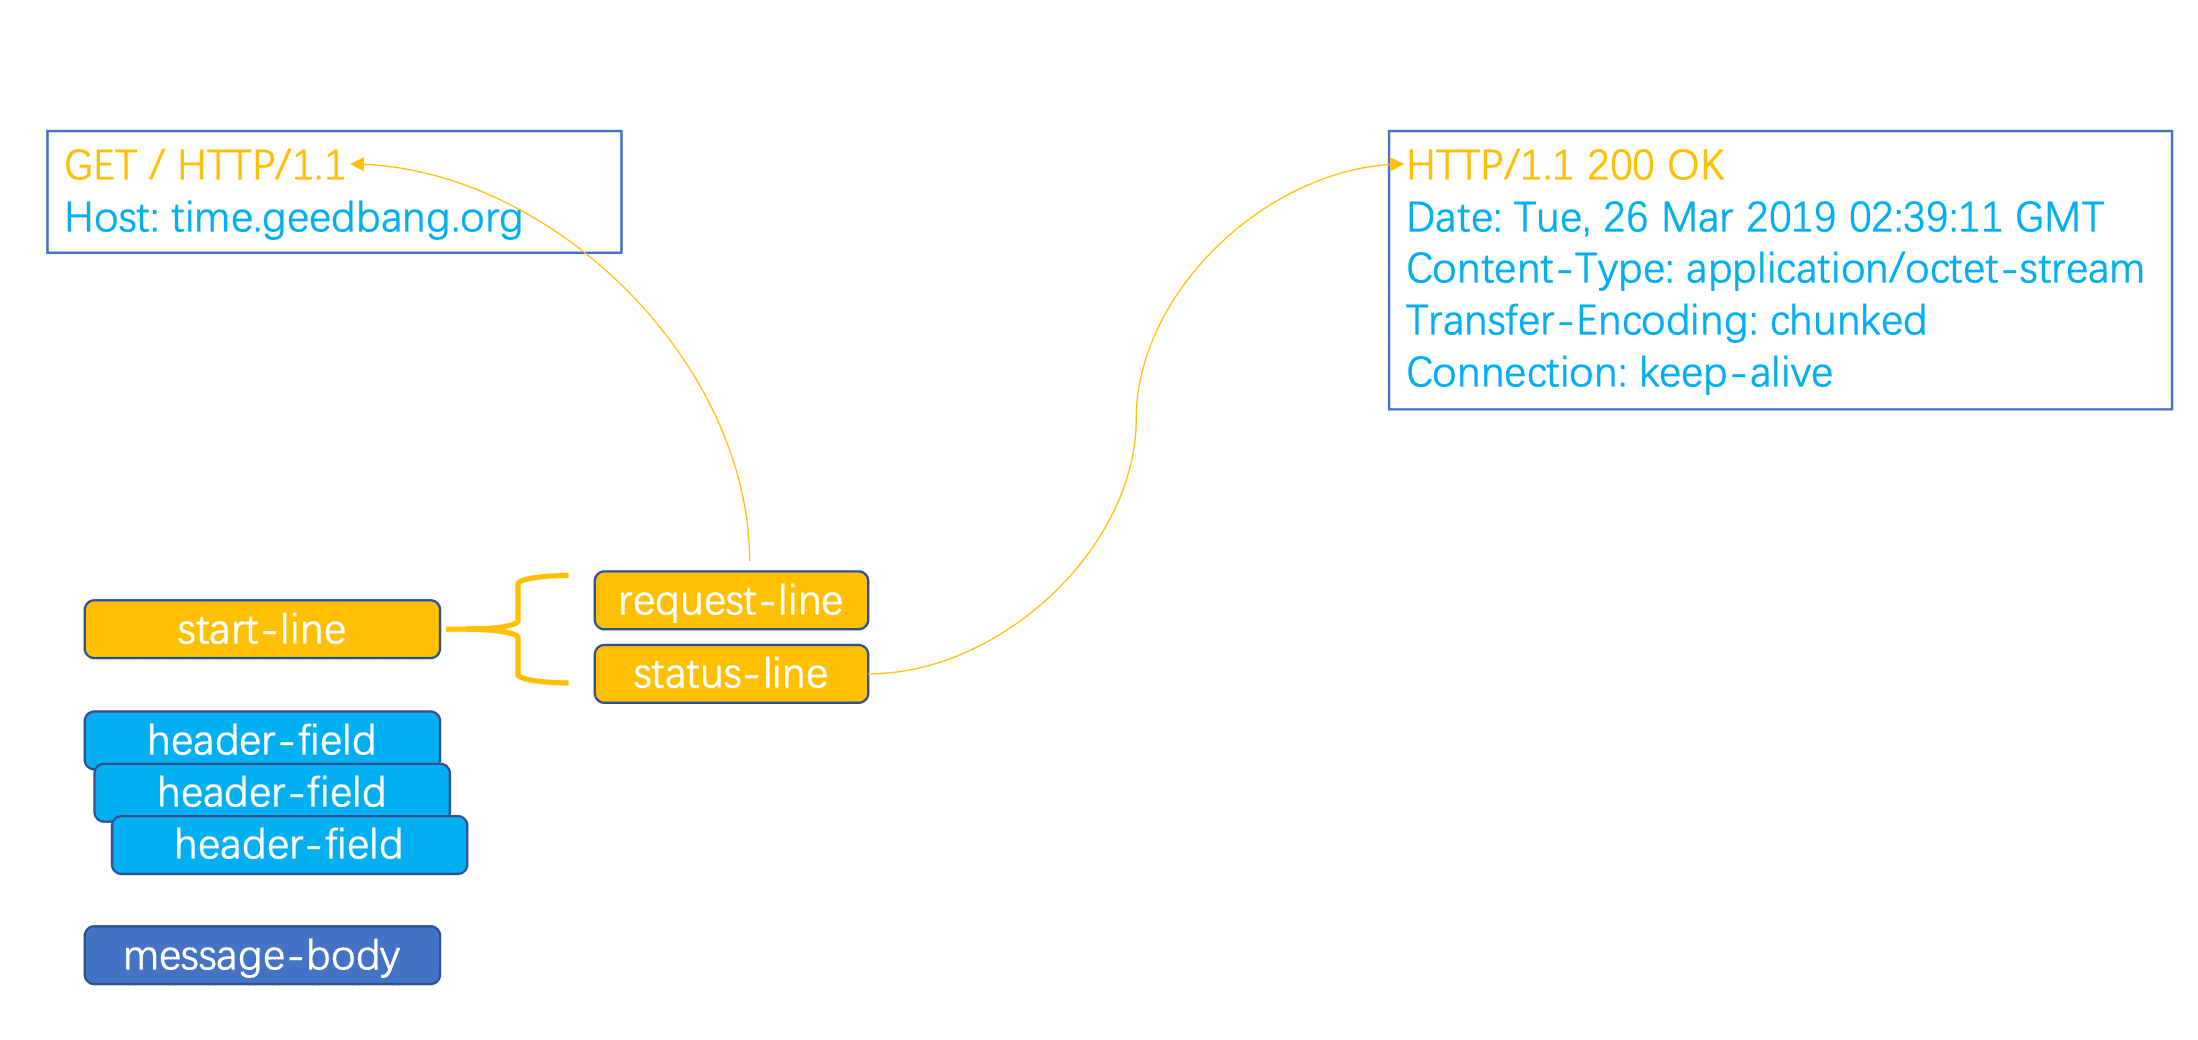 GET / HTTP/1.1
Host: time.geedbang.org
HTTP/1.1 200 OK
Date: Tue, 26 Mar 2019 02:39:11 GMT
Content-Type: application/octet-stream
Transfer-Encoding: chunked
Connection: keep-alive
start-line
request-line
status-line
header-field
header-field
header-field
message-body